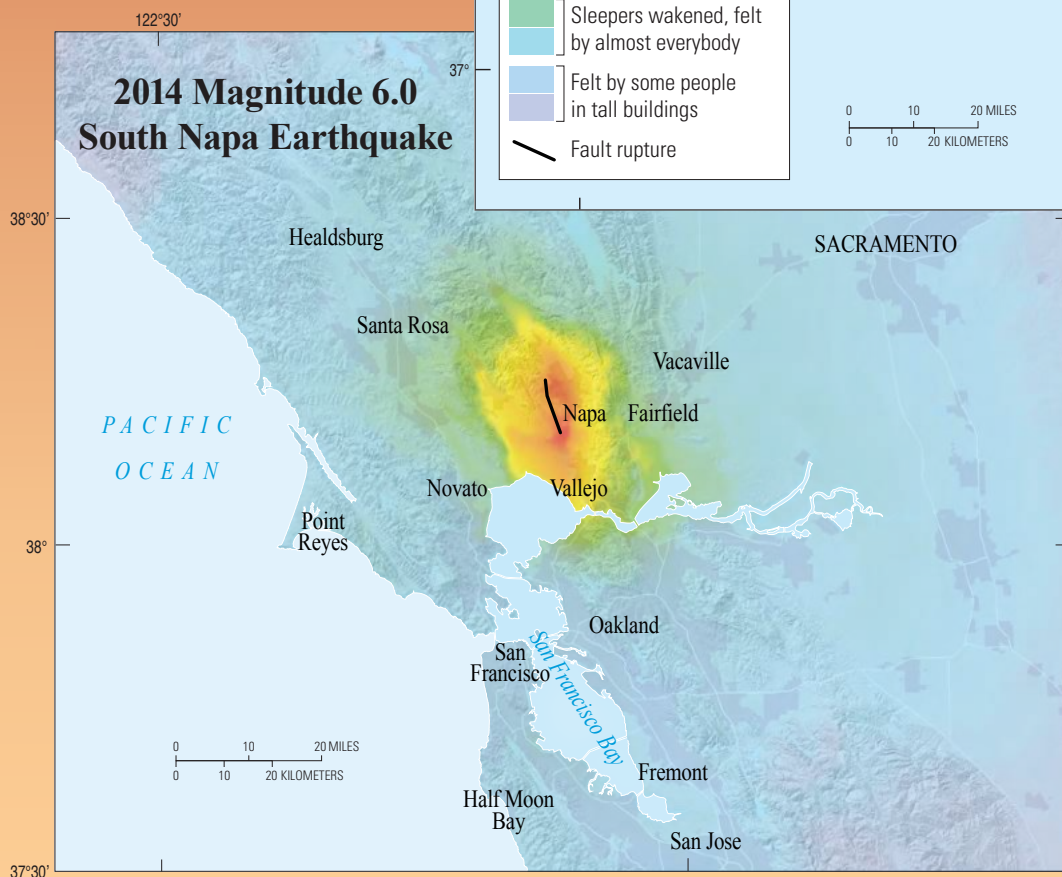 Sleepers wakened, felt
by almost everybody
Felt by some people
in tall buildings
Fault rupture
37°
0 10 20 MILES
0 10 20 KILOMETERS
122°30'
2014 Magnitude 6.0
South Napa Earthquake
38°30'
Healdsburg
SACRAMENTO
Santa Rosa
Vacaville
Napa
Fairfield
PACIFIC
OCEAN
Novato
Vallejo
Point
Reyes
38°
Oakland
San
Francisco
San Francisco Bay
0 10 20 MILES
0 10 20 KILOMETERS
Fremont
Half Moon
Bay
San Jose
37°30'